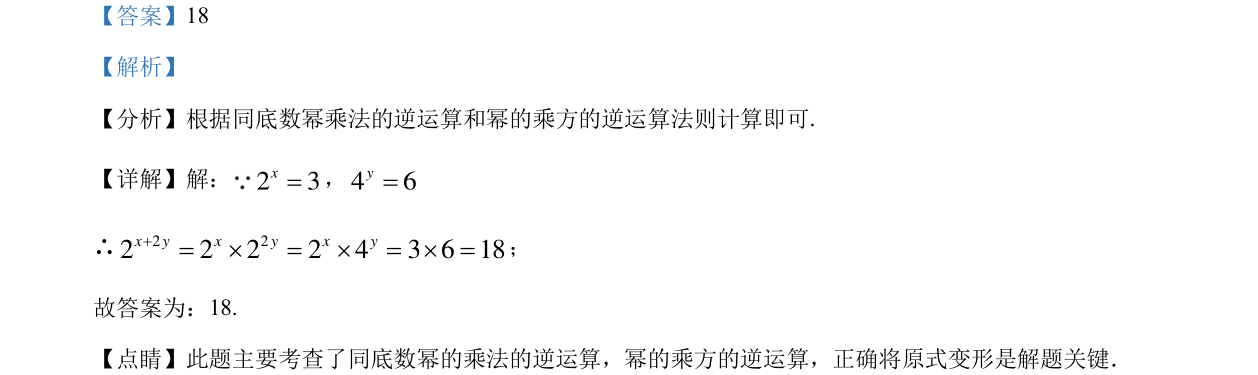 【答案】18
【解析】
【分析】根据同底数幂乘法的逆运算和幂的乘方的逆运算法则计算即可.
【详解】解：∵2^x = 3，4^y = 6
∴2^{x+2y} = 2^x × 2^{2y} = 2^x × 4^y = 3×6 = 18；
故答案为：18.
【点睛】此题主要考查了同底数幂的乘法的逆运算，幂的乘方的逆运算，正确将原式变形是解题关键．